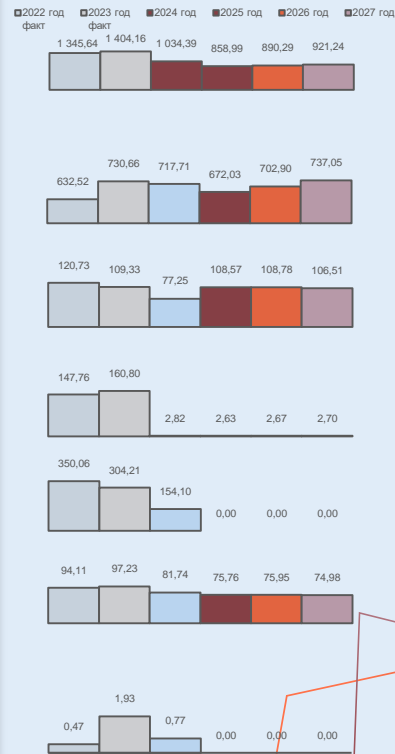 2022 год факт 2023 год факт 2024 год 2025 год 2026 год 2027 год
1 345,64 1 404,16 1 034,39 858,99 890,29 921,24
632,52 730,66 717,71 672,03 702,90 737,05
120,73 109,33 77,25 108,57 108,78 106,51
147,76 160,80 2,82 2,63 2,67 2,70
350,06 304,21 154,10 0,00 0,00 0,00
94,11 97,23 81,74 75,76 75,95 74,98
0,47 1,93 0,77 0,00 0,00 0,00